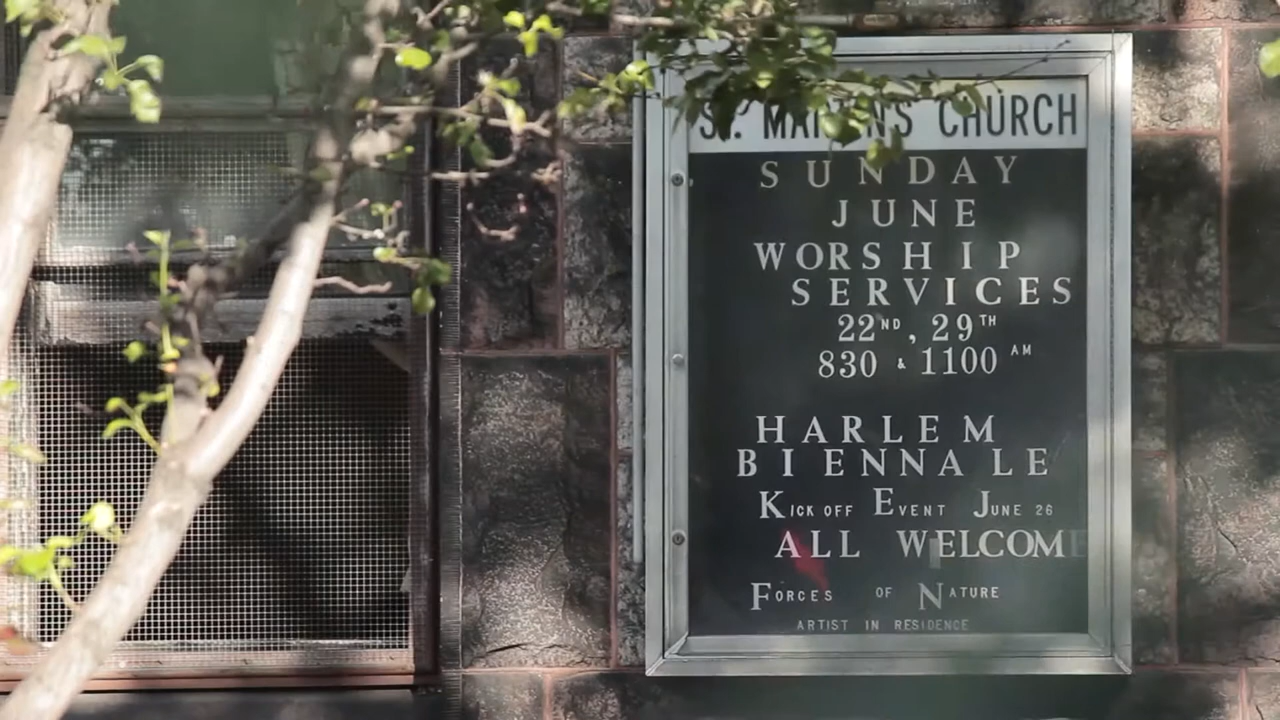 ST. MARTIN'S CHURCH
SUNDAY
JUNE
WORSHIP
SERVICES
22ND, 29TH
830 & 1100 AM
HARLEM
BIENNALE
KICK OFF EVENT JUNE 26
ALL WELCOME
FORCES OF NATURE
ARTIST IN RESIDENCE